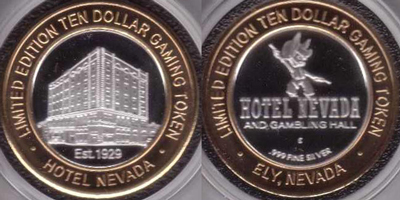 LIMITED EDITION TEN DOLLAR GAMING TOKEN
Est. 1929
• HOTEL NEVADA •
LIMITED EDITION TEN DOLLAR GAMING TOKEN
HOTEL NEVADA
AND GAMBLING HALL
.999 FINE SILVER
• ELY, NEVADA •